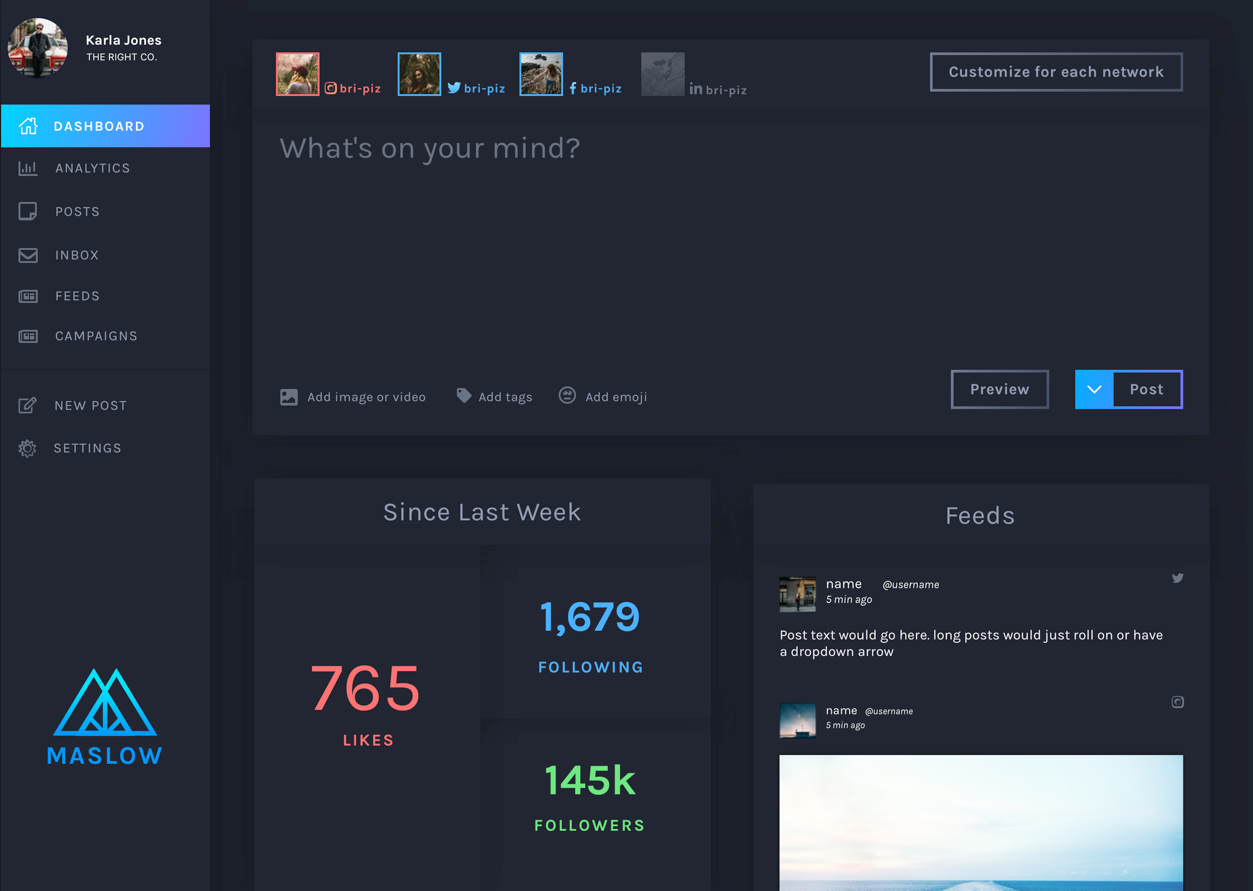 Karla Jones
THE RIGHT CO.
DASHBOARD
ANALYTICS
POSTS
INBOX
FEEDS
CAMPAIGNS
NEW POST
SETTINGS
MASLOW
bri-piz
bri-piz
bri-piz
in bri-piz
Customize for each network
What's on your mind?
Add image or video
Add tags
Add emoji
Preview
Post
Since Last Week
765
LIKES
1,679
FOLLOWING
145k
FOLLOWERS
Feeds
name @username
5 min ago
Post text would go here. long posts would just roll on or have
a dropdown arrow
name @username
5 min ago